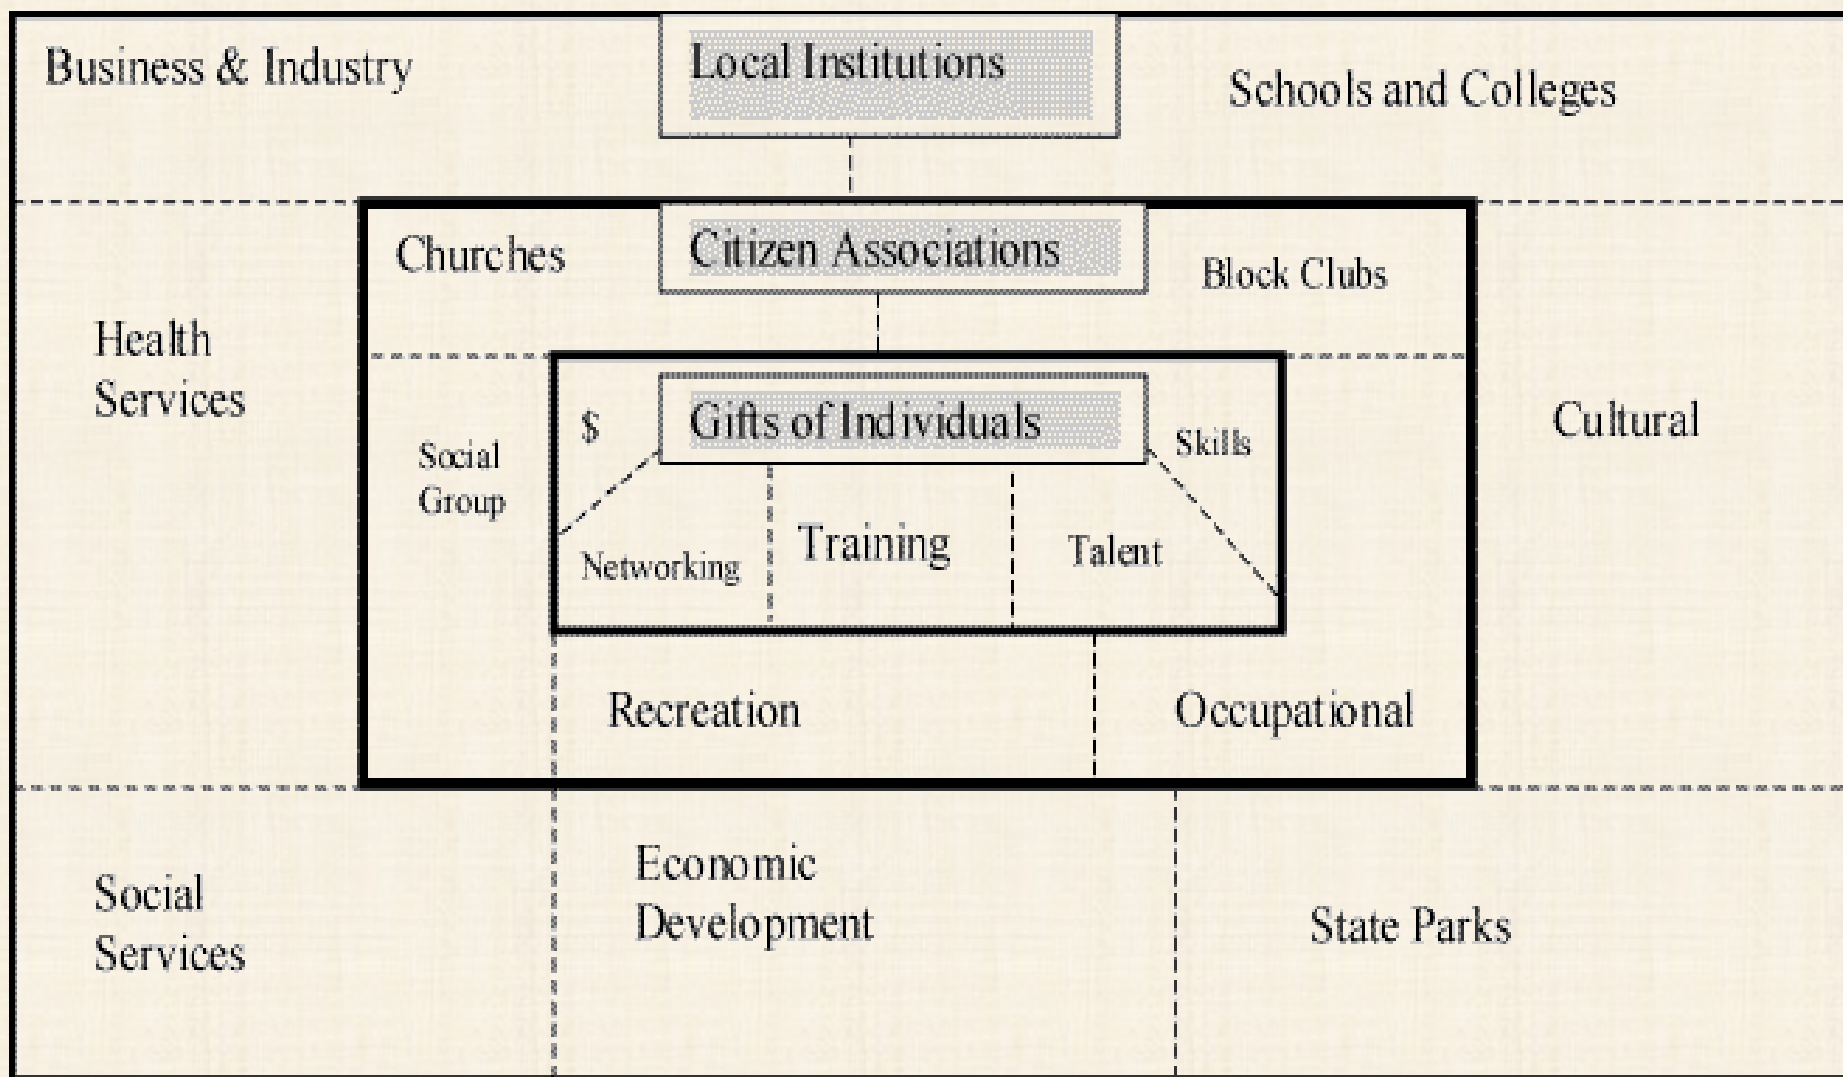 Business & Industry
Local Institutions
Schools and Colleges
Churches
Citizen Associations
Block Clubs
Health
Services
$
Gifts of Individuals
Skills
Cultural
Social
Group
Networking
Training
Talent
Recreation
Occupational
Social
Services
Economic
Development
State Parks